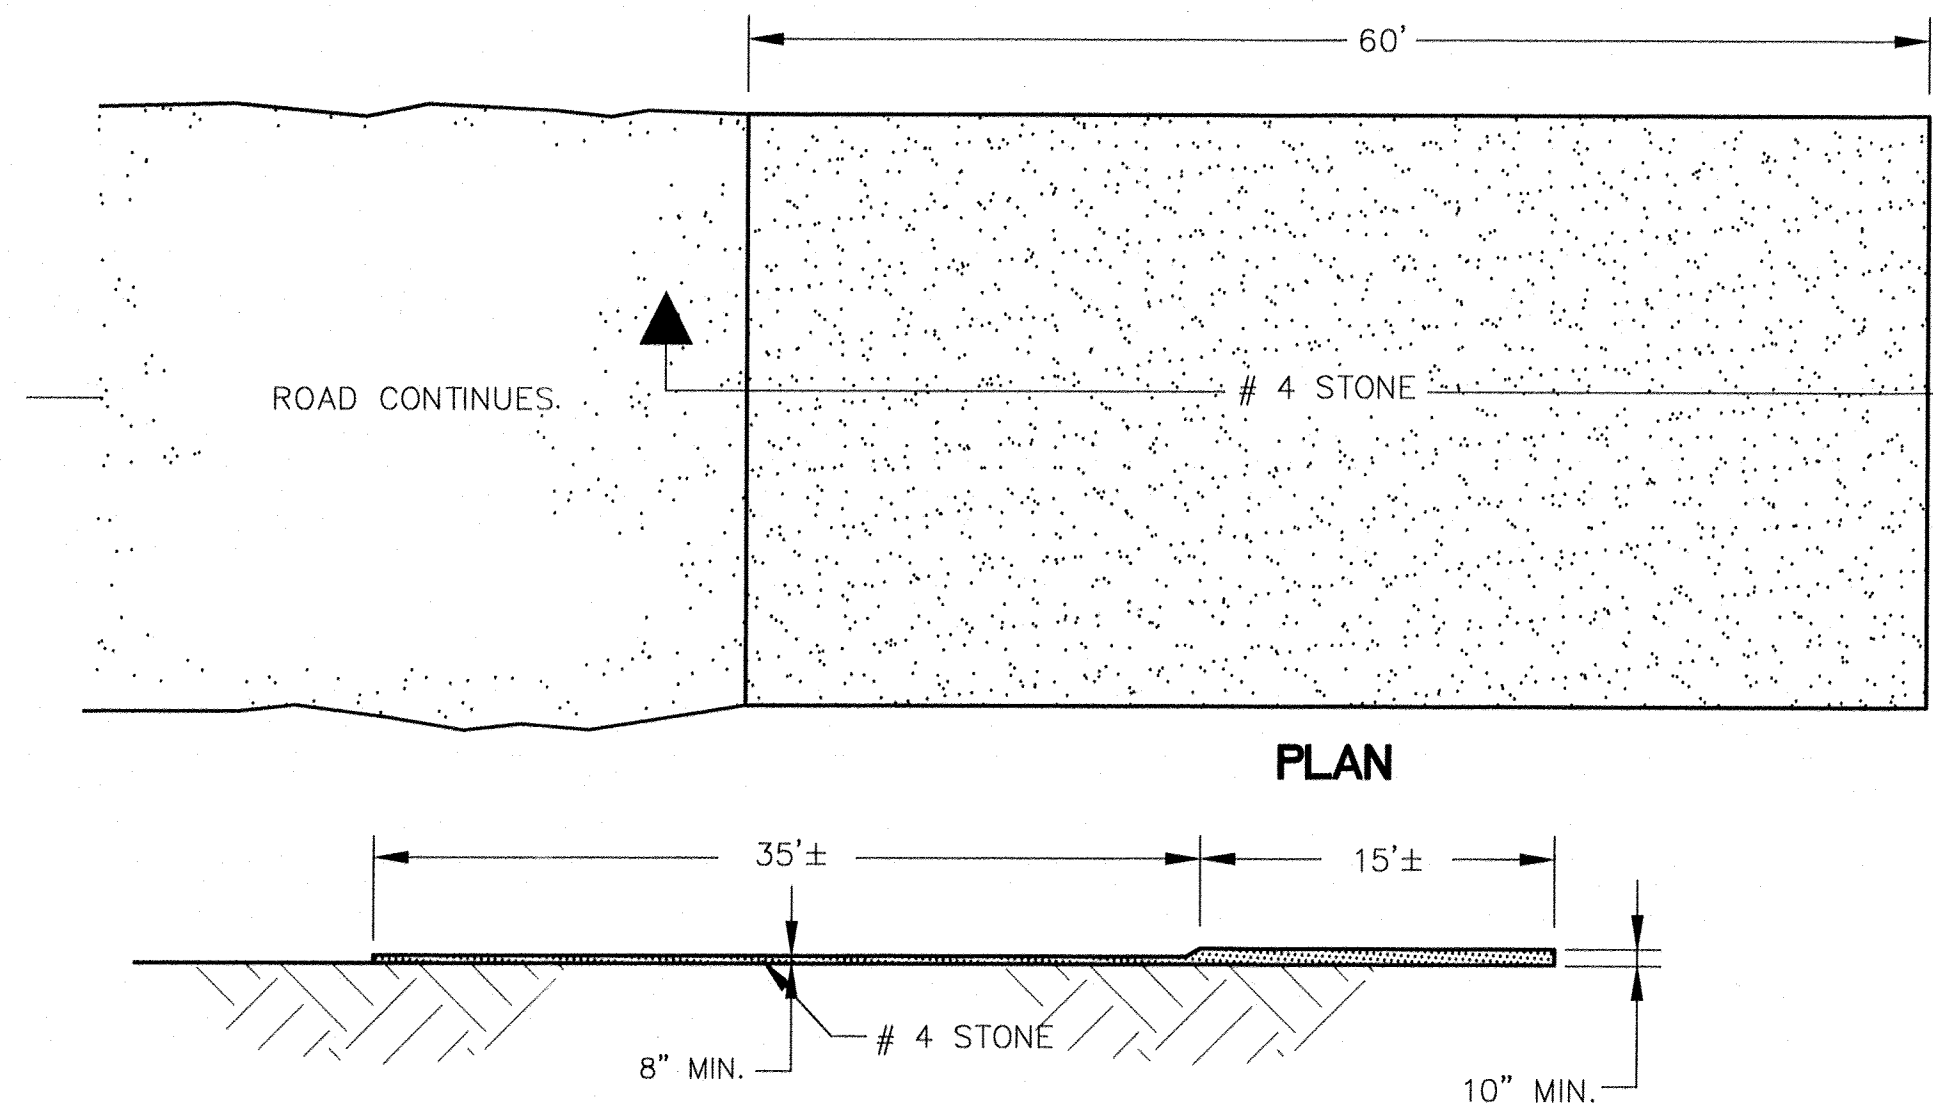 60'
ROAD CONTINUES.
# 4 STONE
PLAN
35'±
15'±
# 4 STONE
8" MIN.
10" MIN.